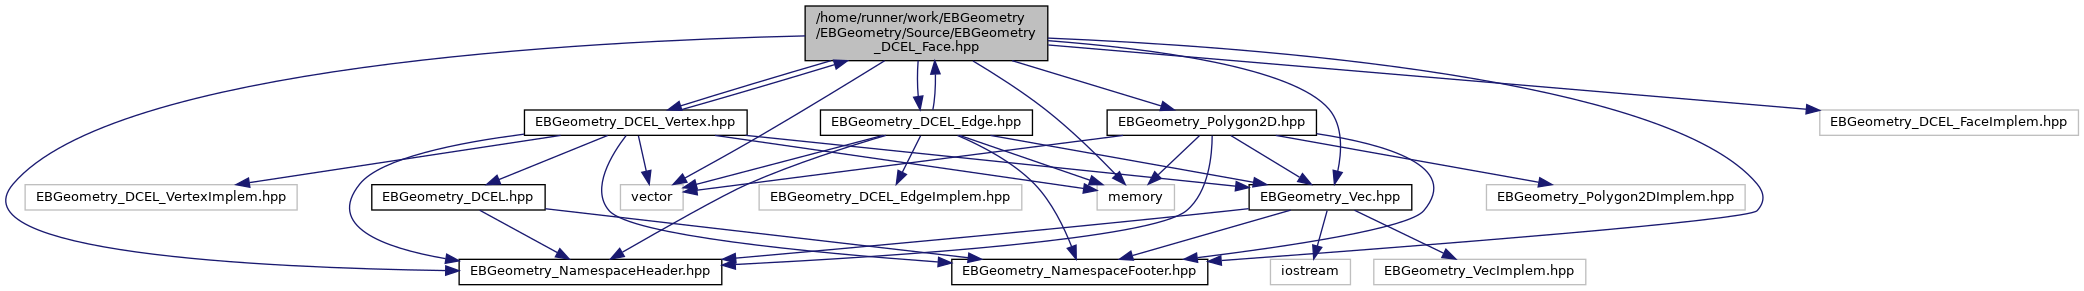 /home/runner/work/EBGeometry
/EBGeometry/Source/EBGeometry
_DCEL_Face.hpp
EBGeometry_DCEL_Vertex.hpp
EBGeometry_DCEL_Edge.hpp
EBGeometry_Polygon2D.hpp
EBGeometry_DCEL_FaceImplem.hpp
EBGeometry_DCEL_VertexImplem.hpp
EBGeometry_DCEL.hpp
vector
EBGeometry_DCEL_EdgeImplem.hpp
memory
EBGeometry_Vec.hpp
EBGeometry_Polygon2DImplem.hpp
EBGeometry_NamespaceHeader.hpp
EBGeometry_NamespaceFooter.hpp
iostream
EBGeometry_VecImplem.hpp